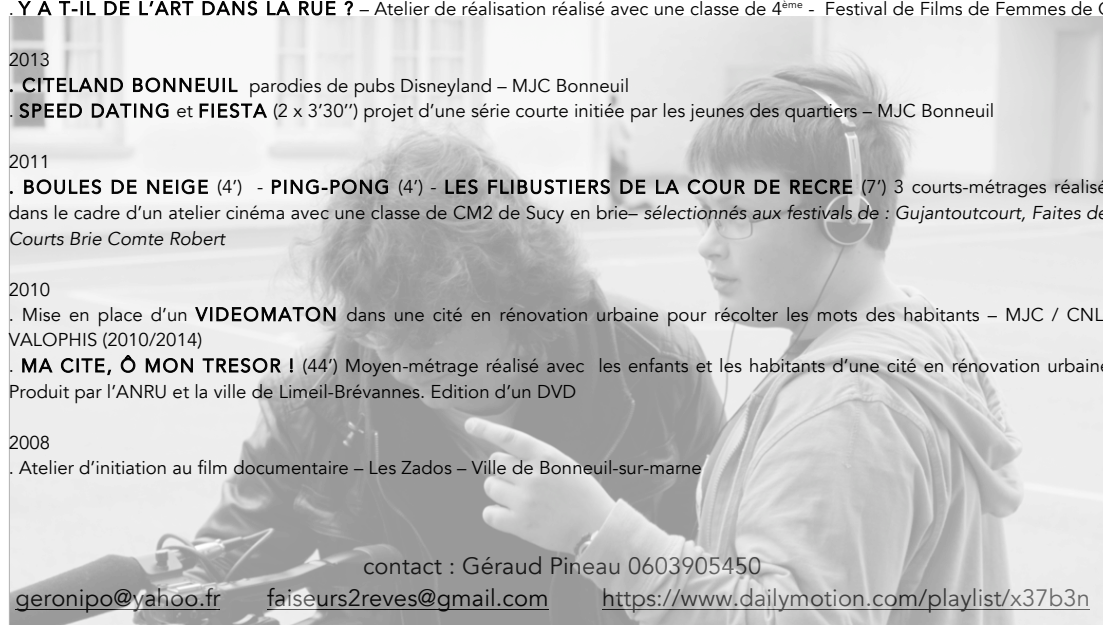 . Y A T-IL DE L'ART DANS LA RUE ? – Atelier de réalisation réalisé avec une classe de 4ème - Festival de Films de Femmes de
2013
. CITELAND BONNEUIL parodies de pubs Disneyland – MJC Bonneuil
. SPEED DATING et FIESTA (2 x 3'30'') projet d'une série courte initiée par les jeunes des quartiers – MJC Bonneuil
2011
. BOULES DE NEIGE (4') - PING-PONG (4') - LES FLIBUSTIERS DE LA COUR DE RECRE (7') 3 courts-métrages réalisé
dans le cadre d'un atelier cinéma avec une classe de CM2 de Sucy en brie– sélectionnés aux festivals de : Gujantoutcourt, Faites de
Courts Brie Comte Robert
2010
. Mise en place d'un VIDEOMATON dans une cité en rénovation urbaine pour récolter les mots des habitants – MJC / CNL
VALOPHIS (2010/2014)
. MA CITE, Ô MON TRESOR ! (44') Moyen-métrage réalisé avec les enfants et les habitants d'une cité en rénovation urbaine
Produit par l'ANRU et la ville de Limeil-Brévannes. Edition d'un DVD
2008
. Atelier d'initiation au film documentaire – Les Zados – Ville de Bonneuil-sur-marne
contact : Géraud Pineau 0603905450
geronipo@yahoo.fr faiseurs2reves@gmail.com https://www.dailymotion.com/playlist/x37b3n